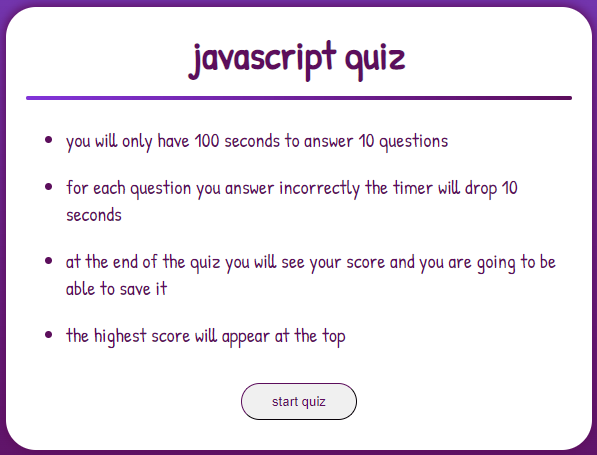 javascript quiz
you will only have 100 seconds to answer 10 questions
for each question you answer incorrectly the timer will drop 10
seconds
at the end of the quiz you will see your score and you are going to be
able to save it
the highest score will appear at the top
start quiz